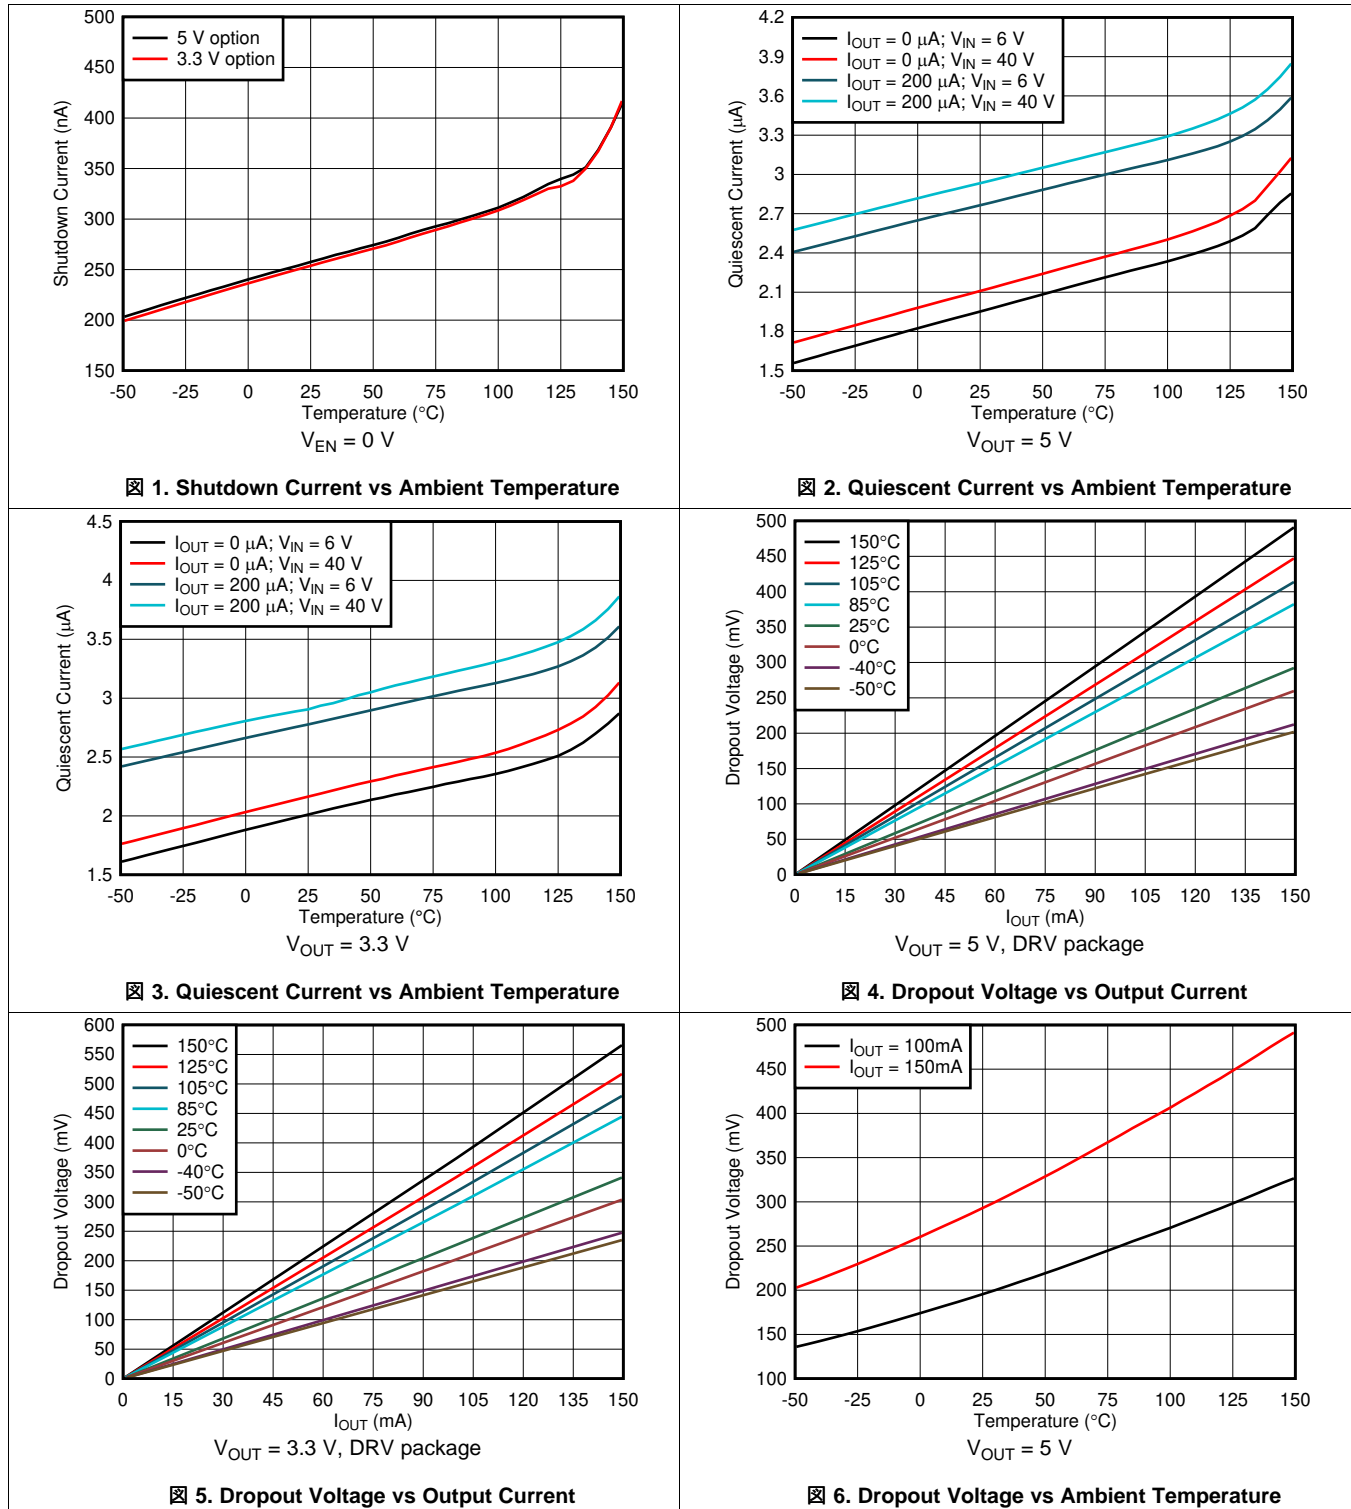 500
450
400
350
300
250
200
150
Shutdown Current (nA)
5 V option
3.3 V option
-50 -25 0 25 50 75 100 125 150
Temperature (°C)
V_EN = 0 V
図 1. Shutdown Current vs Ambient Temperature
4.2
3.9
3.6
3.3
3
2.7
2.4
2.1
1.8
1.5
Quiescent Current (µA)
I_OUT = 0 µA; V_IN = 6 V
I_OUT = 0 µA; V_IN = 40 V
I_OUT = 200 µA; V_IN = 6 V
I_OUT = 200 µA; V_IN = 40 V
-50 -25 0 25 50 75 100 125 150
Temperature (°C)
V_OUT = 5 V
図 2. Quiescent Current vs Ambient Temperature
4.5
4
3.5
3
2.5
2
1.5
Quiescent Current (µA)
I_OUT = 0 µA; V_IN = 6 V
I_OUT = 0 µA; V_IN = 40 V
I_OUT = 200 µA; V_IN = 6 V
I_OUT = 200 µA; V_IN = 40 V
-50 -25 0 25 50 75 100 125 150
Temperature (°C)
V_OUT = 3.3 V
図 3. Quiescent Current vs Ambient Temperature
500
450
400
350
300
250
200
150
100
50
0
Dropout Voltage (mV)
150°C
125°C
105°C
85°C
25°C
0°C
-40°C
-50°C
0 15 30 45 60 75 90 105 120 135 150
I_OUT (mA)
V_OUT = 5 V, DRV package
図 4. Dropout Voltage vs Output Current
600
550
500
450
400
350
300
250
200
150
100
50
0
Dropout Voltage (mV)
150°C
125°C
105°C
85°C
25°C
0°C
-40°C
-50°C
0 15 30 45 60 75 90 105 120 135 150
I_OUT (mA)
V_OUT = 3.3 V, DRV package
図 5. Dropout Voltage vs Output Current
500
450
400
350
300
250
200
150
100
Dropout Voltage (mV)
I_OUT = 100mA
I_OUT = 150mA
-50 -25 0 25 50 75 100 125 150
Temperature (°C)
V_OUT = 5 V
図 6. Dropout Voltage vs Ambient Temperature